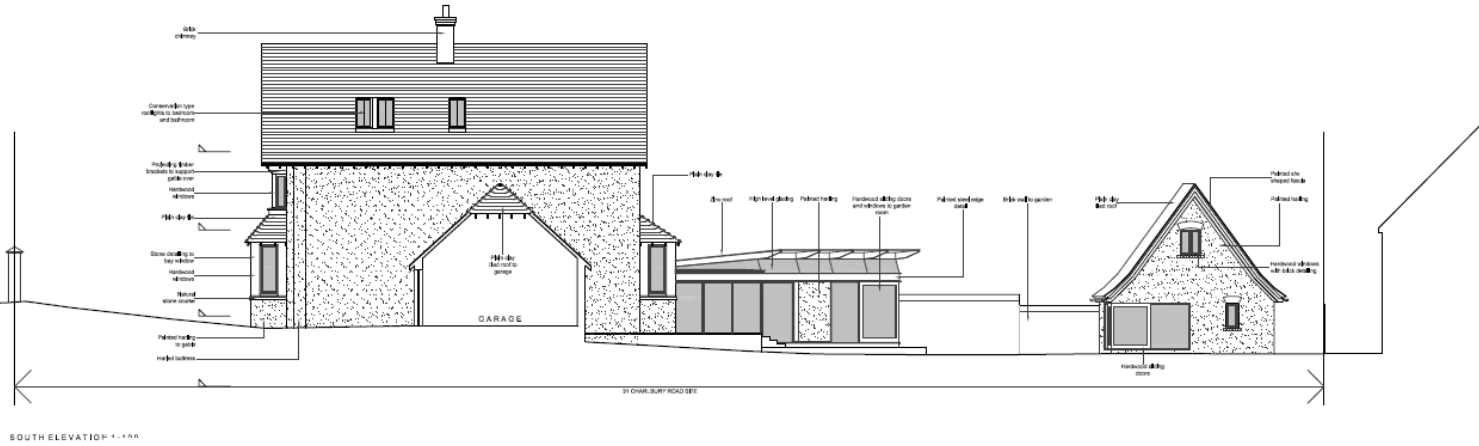 Brick
chimney
Conservation type
rooflights to bedroom
and bathroom
Projecting timber
brackets to support
gable over
Hardwood
windows
Plain clay tile
Stone detailing to
bay window
Hardwood
windows
Natural
stone course
Painted harling
to gable
Harled buttress
Plain clay
tiled roof to
garage
GARAGE
Plain clay tile
Zinc roof
High level glazing
Painted harling
Hardwood sliding doors
and windows to garden
room
Painted steel edge
detail
Brick wall to garden
Plain clay
tiled roof
Painted s/w
shaped fascia
Painted harling
Hardwood windows
with brick detailing
Hardwood sliding
doors
31 CHARLBURY ROAD SITE
SOUTH ELEVATION 1:100